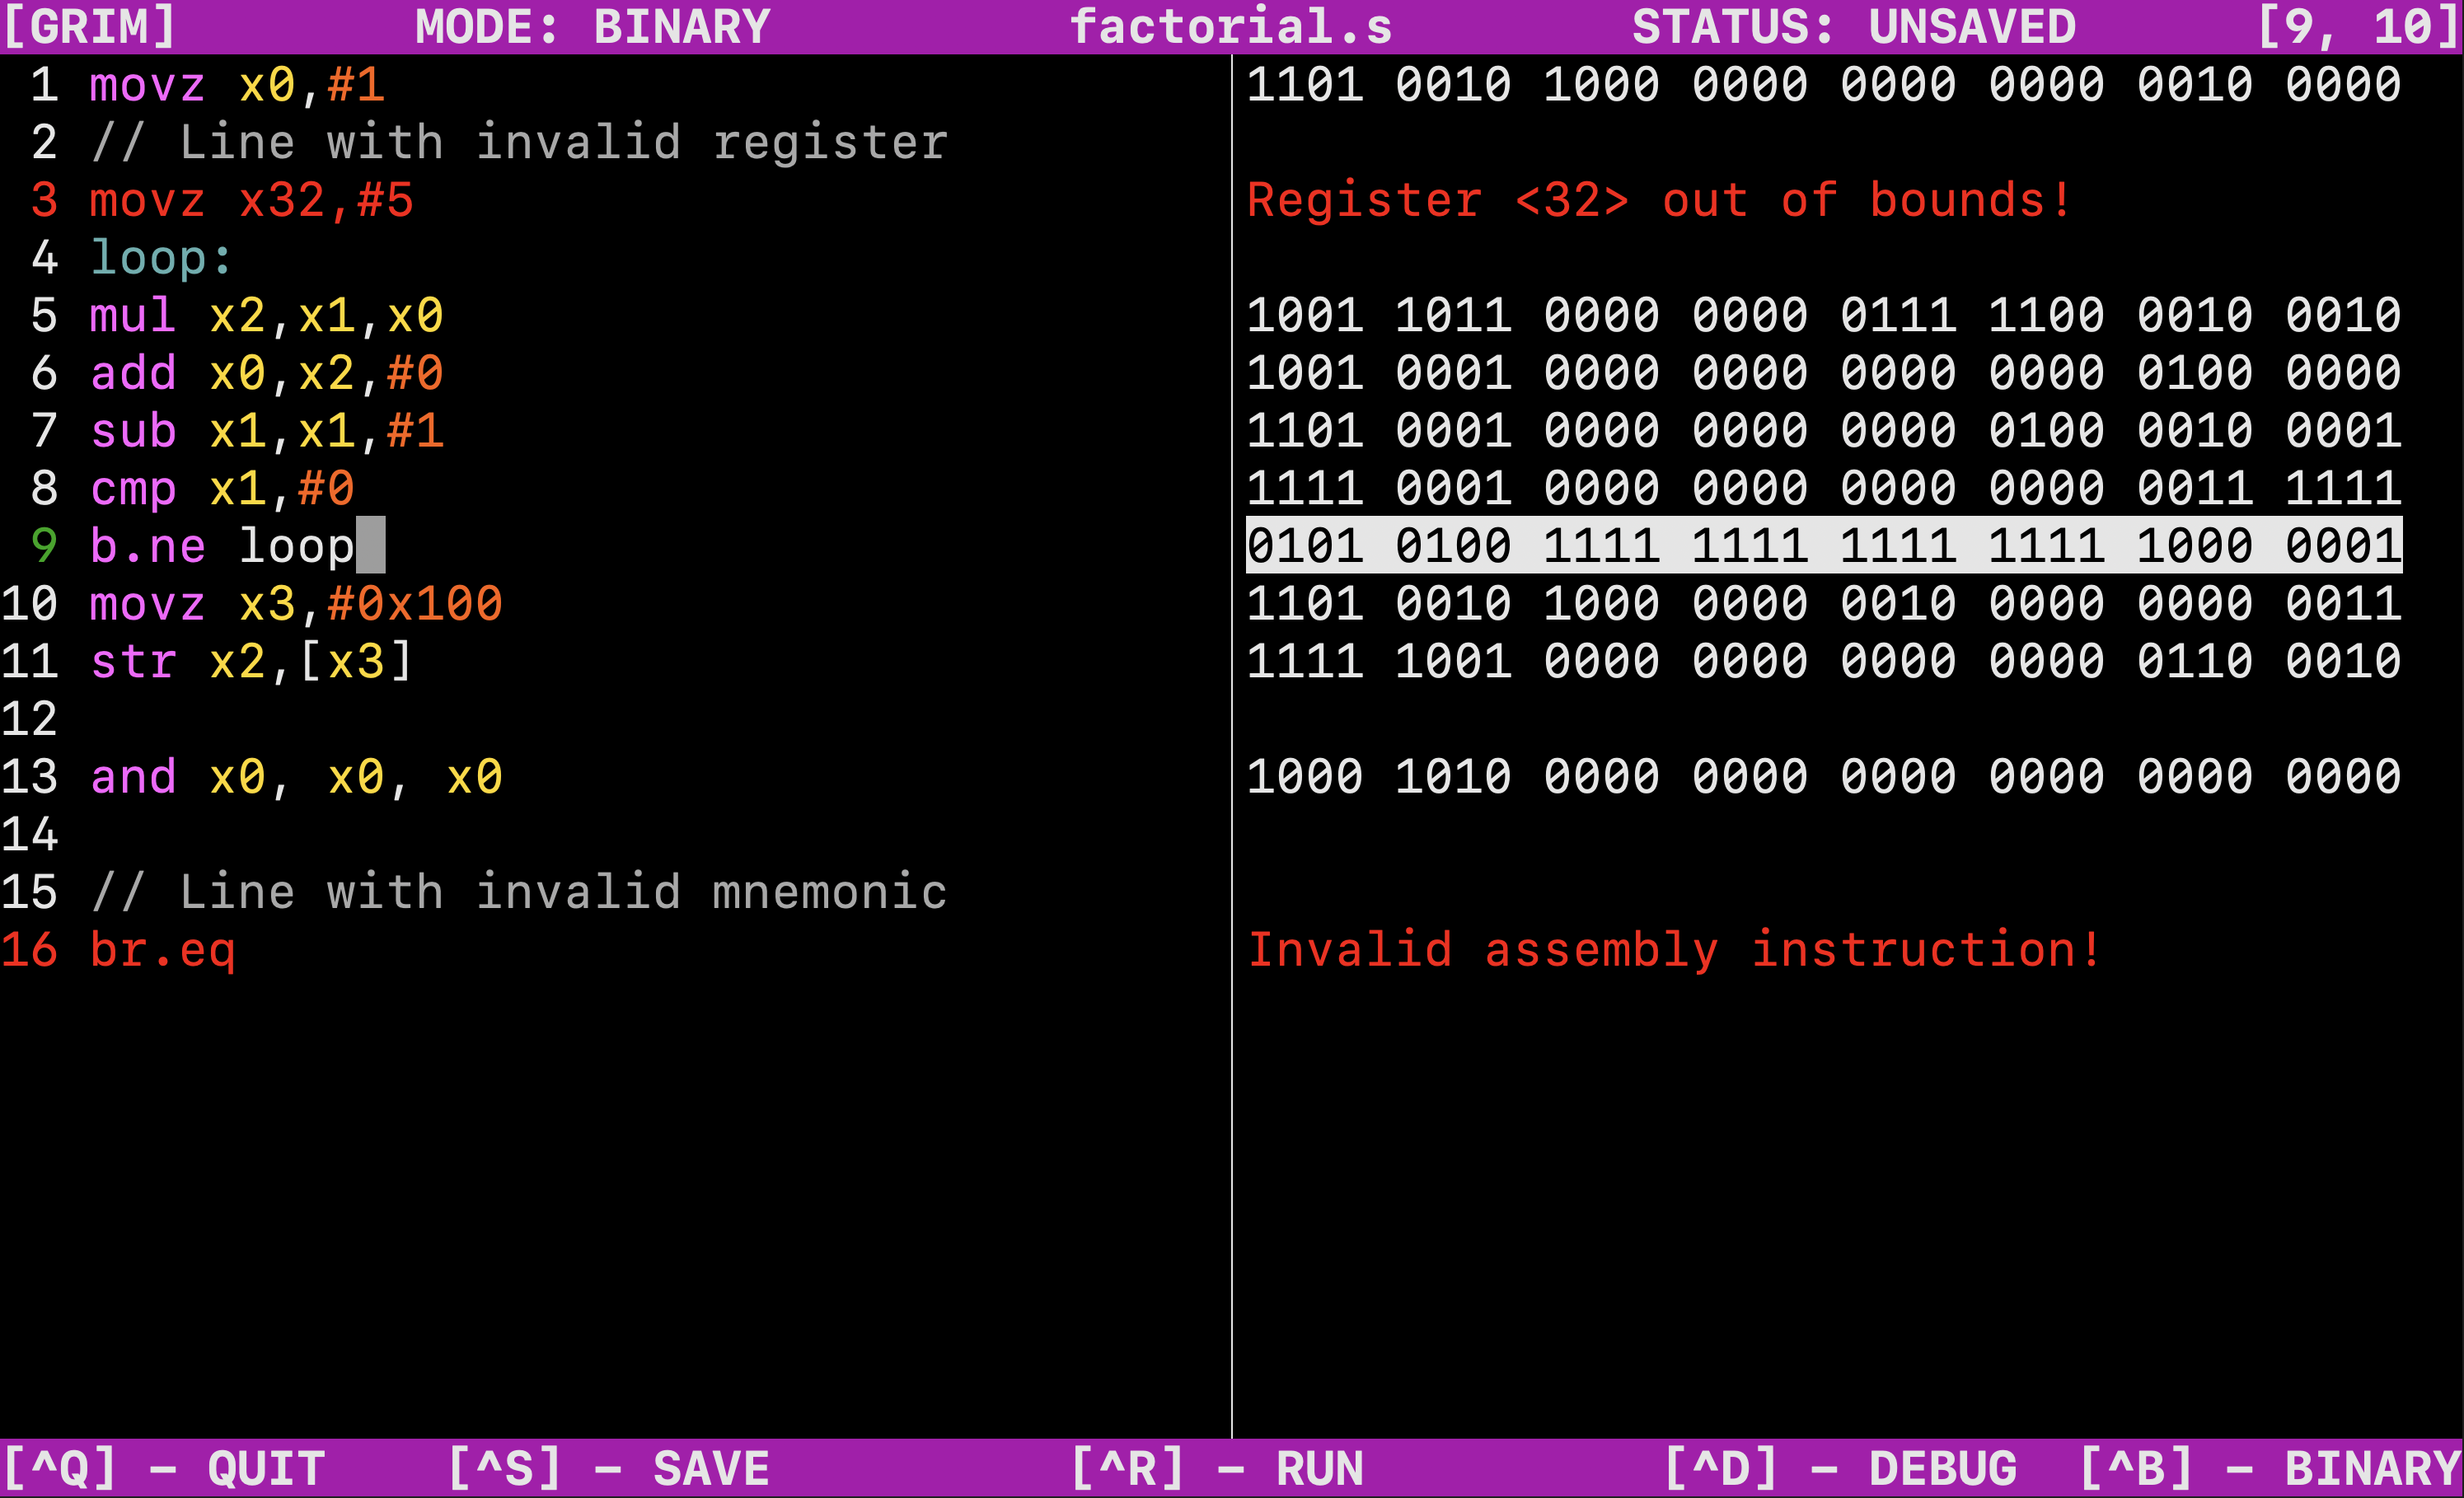 [GRIM] MODE: BINARY factorial.s STATUS: UNSAVED [9, 10]
1 movz x0,#1 1101 0010 1000 0000 0000 0000 0010 0000
2 // Line with invalid register
3 movz x32,#5 Register <32> out of bounds!
4 loop:
5 mul x2,x1,x0 1001 1011 0000 0000 0111 1100 0010 0010
6 add x0,x2,#0 1001 0001 0000 0000 0000 0000 0100 0000
7 sub x1,x1,#1 1101 0001 0000 0000 0000 0100 0010 0001
8 cmp x1,#0 1111 0001 0000 0000 0000 0000 0011 1111
9 b.ne loop 0101 0100 1111 1111 1111 1111 1000 0001
10 movz x3,#0x100 1101 0010 1000 0000 0010 0000 0000 0011
11 str x2,[x3] 1111 1001 0000 0000 0000 0000 0110 0010
12
13 and x0, x0, x0 1000 1010 0000 0000 0000 0000 0000 0000
14
15 // Line with invalid mnemonic
16 br.eq Invalid assembly instruction!
[^Q] – QUIT [^S] – SAVE [^R] – RUN [^D] – DEBUG [^B] – BINARY